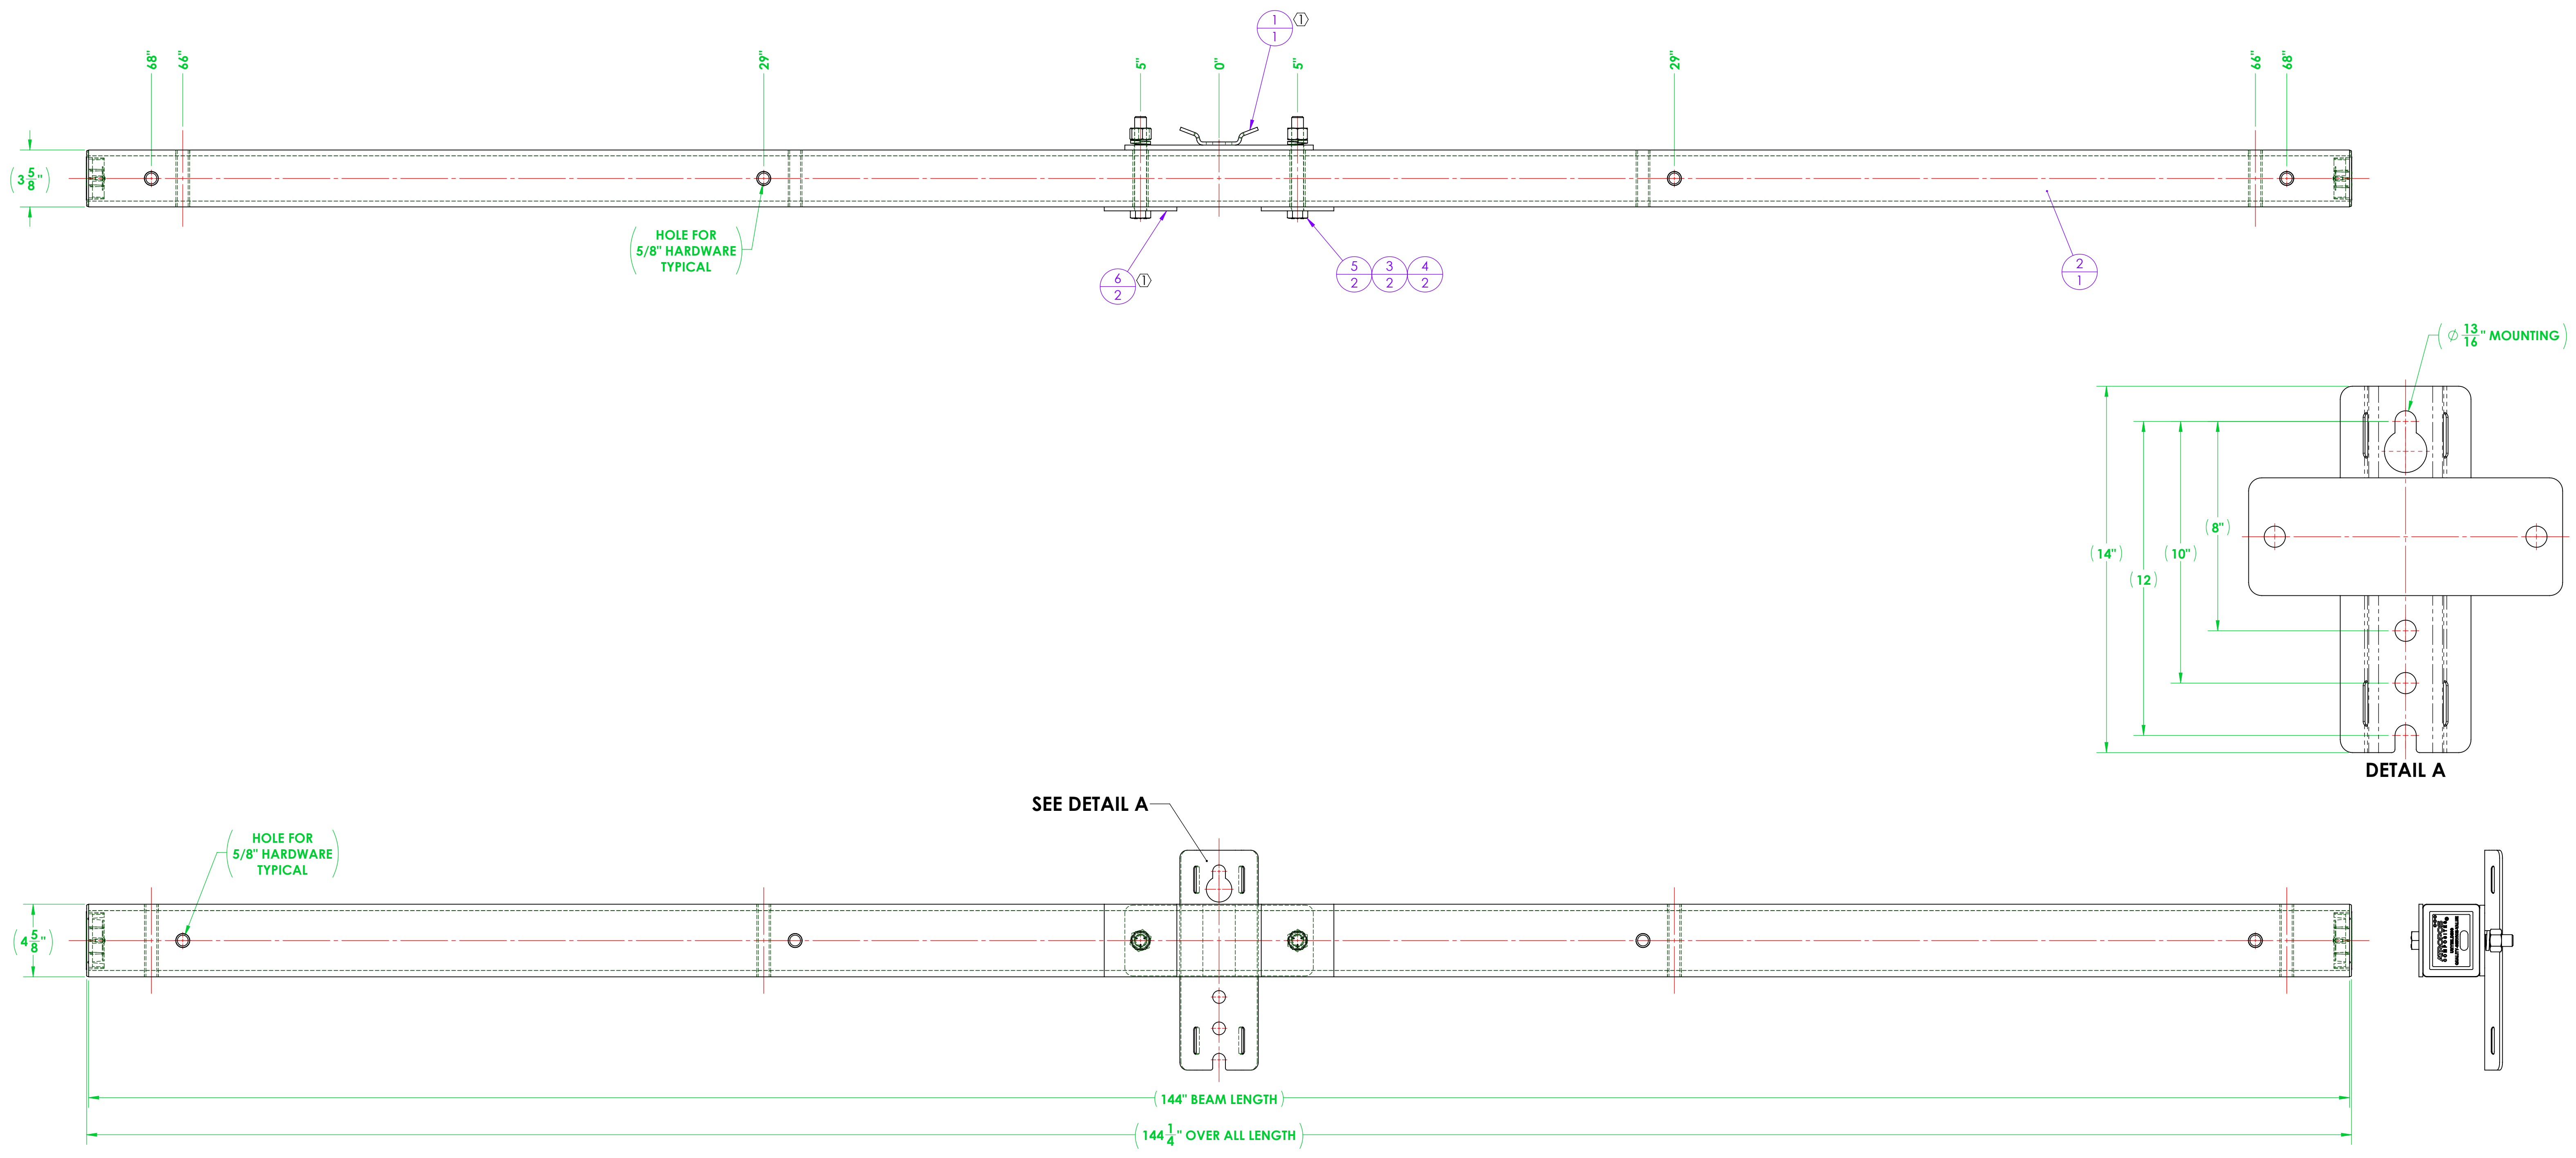 1
1
1
68"
66"
29"
5"
0"
5"
29"
66"
68"
(3 5/8")
(HOLE FOR
5/8" HARDWARE
TYPICAL)
6
2
1
5
2
3
2
4
2
2
1
(Ø 13/16" MOUNTING)
(8")
(14")
(10")
(12)
DETAIL A
SEE DETAIL A
(HOLE FOR
5/8" HARDWARE
TYPICAL)
(4 5/8")
(144" BEAM LENGTH)
(144 1/4" OVER ALL LENGTH)